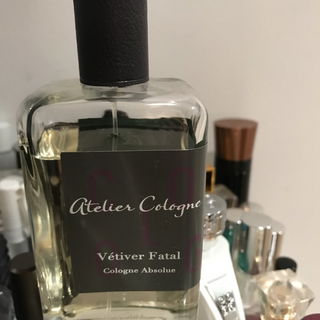 Atelier Cologne
Vétiver Fatal
Cologne Absolue